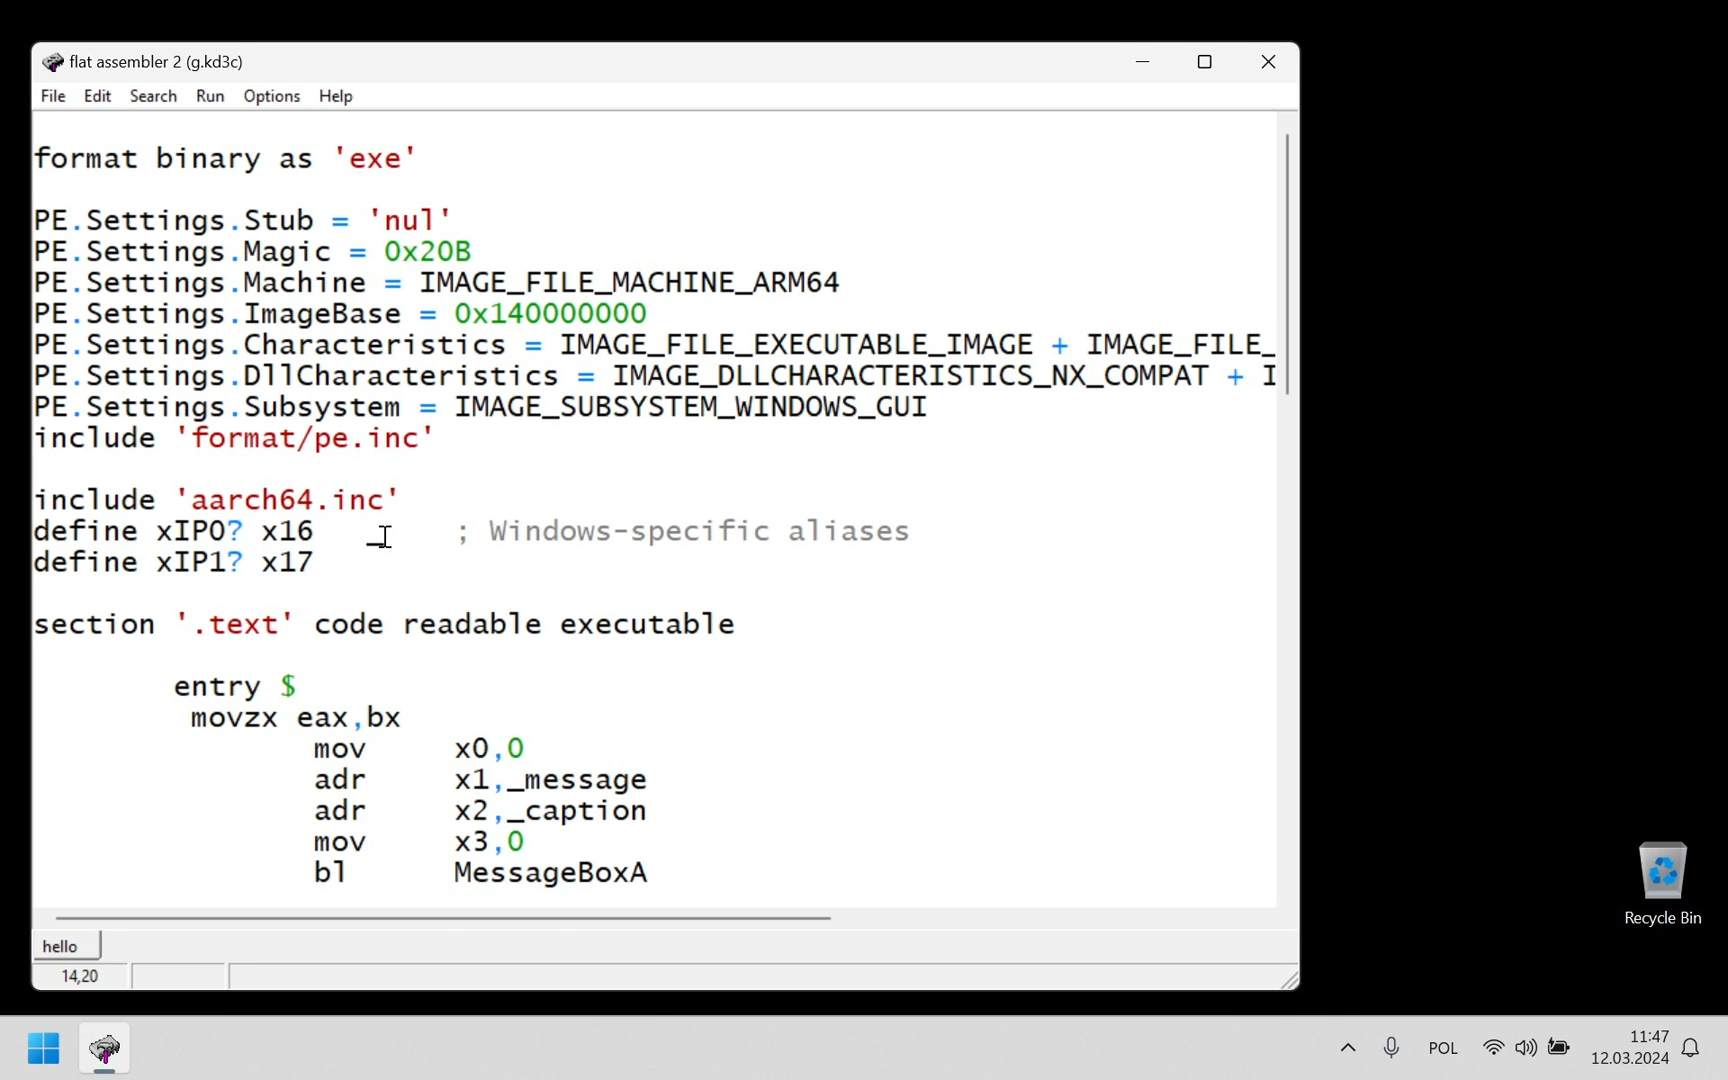 flat assembler 2 (g.kd3c)
File Edit Search Run Options Help
format binary as 'exe'
PE.Settings.Stub = 'nul'
PE.Settings.Magic = 0x20B
PE.Settings.Machine = IMAGE_FILE_MACHINE_ARM64
PE.Settings.ImageBase = 0x140000000
PE.Settings.Characteristics = IMAGE_FILE_EXECUTABLE_IMAGE + IMAGE_FILE_
PE.Settings.DllCharacteristics = IMAGE_DLLCHARACTERISTICS_NX_COMPAT + I
PE.Settings.Subsystem = IMAGE_SUBSYSTEM_WINDOWS_GUI
include 'format/pe.inc'
include 'aarch64.inc'
define xIP0? x16 ; Windows-specific aliases
define xIP1? x17
section '.text' code readable executable
entry $
movzx eax,bx
mov x0,0
adr x1,_message
adr x2,_caption
mov x3,0
bl MessageBoxA
hello
14,20
Recycle Bin
POL
11:47
12.03.2024